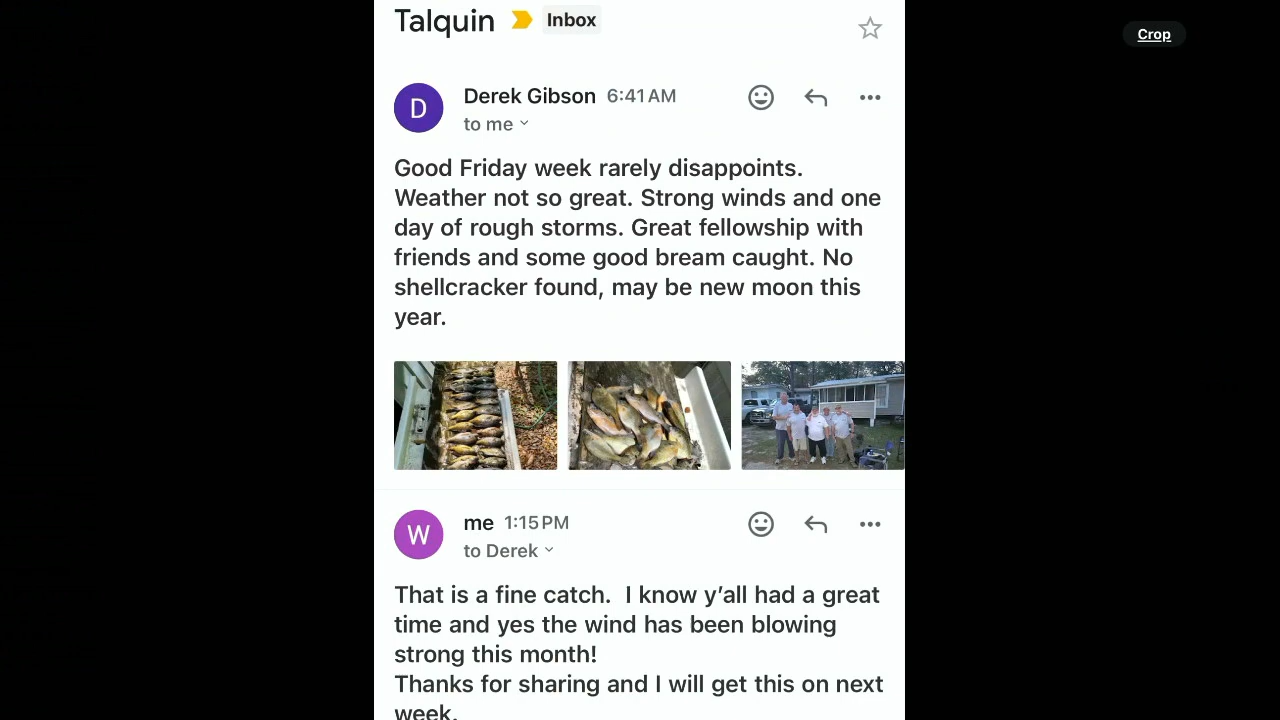 Talquin Inbox
Crop
D
Derek Gibson 6:41 AM
to me
Good Friday week rarely disappoints.
Weather not so great. Strong winds and one
day of rough storms. Great fellowship with
friends and some good bream caught. No
shellcracker found, may be new moon this
year.
W
me 1:15 PM
to Derek
That is a fine catch.  I know y’all had a great
time and yes the wind has been blowing
strong this month!
Thanks for sharing and I will get this on next
week.